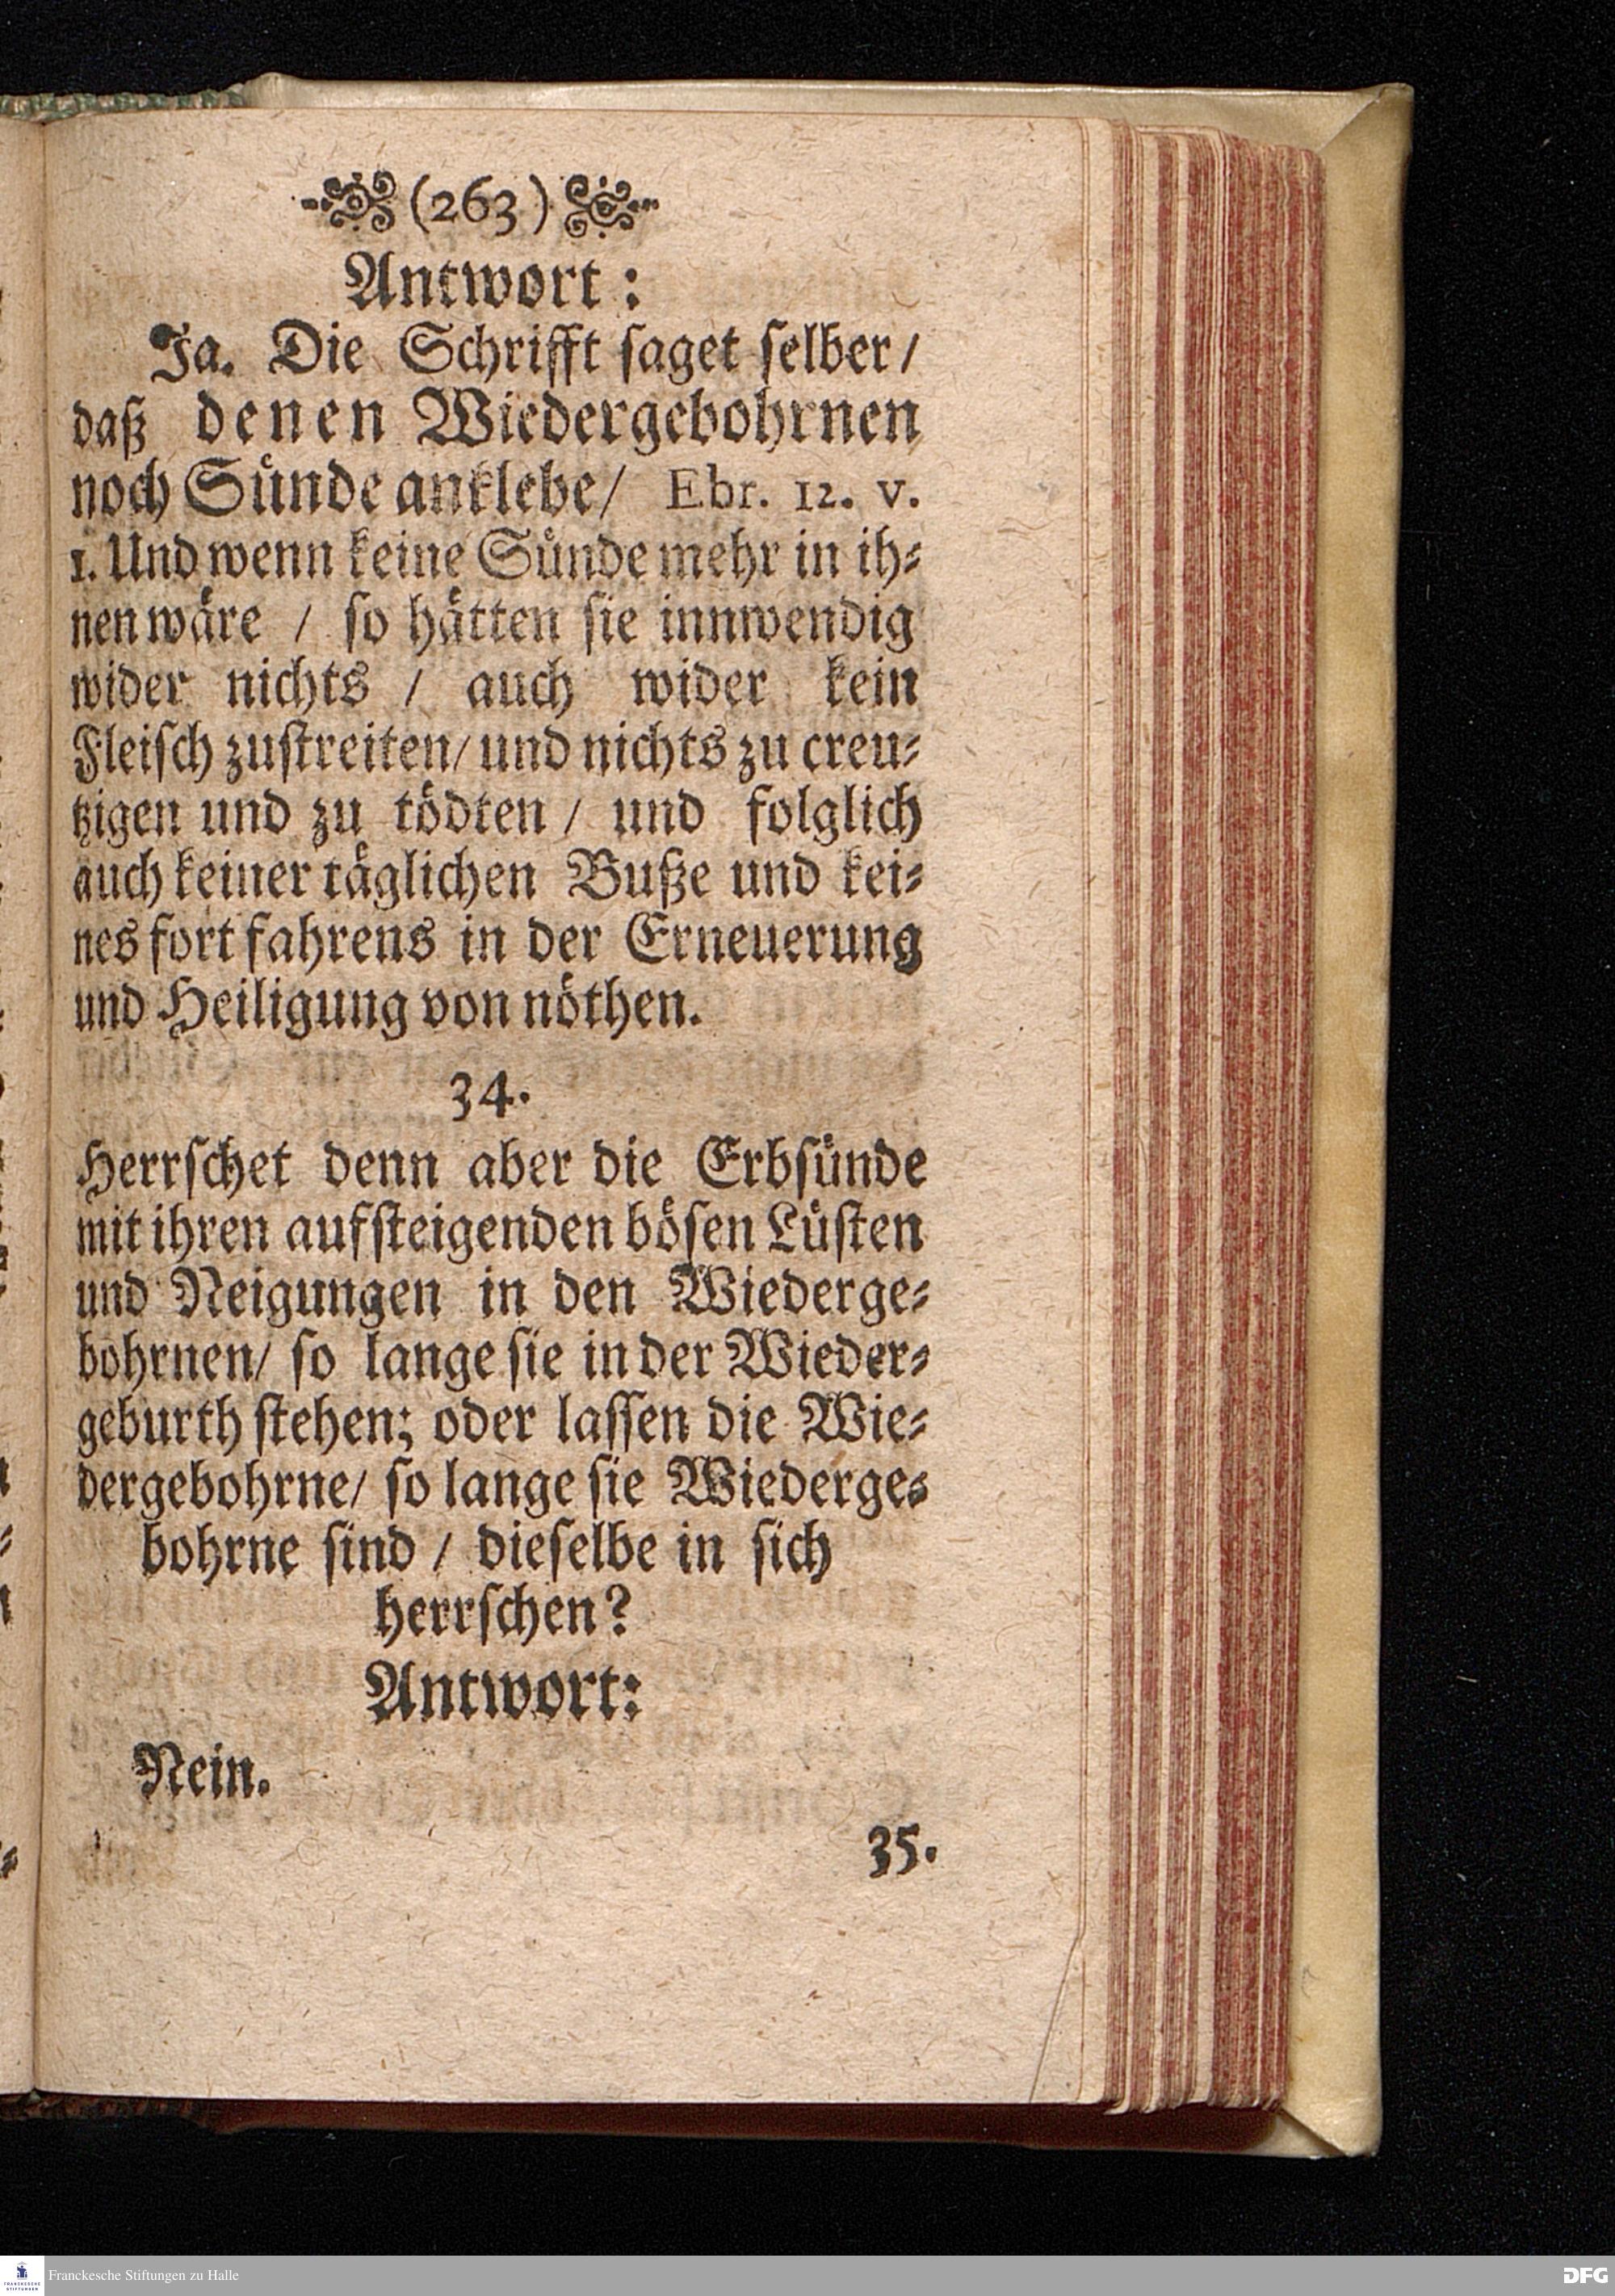 (263)
Antwort:
Ja. Die Schrifft saget selber/
daß denen Wiedergebohrnen
noch Sünde anklebe/ Ebr. 12. v.
1. Und wenn keine Sünde mehr in ih-
nen wäre / so hätten sie innwendig
wider nichts / auch wider kein
Fleisch zustreiten/ und nichts zu creu-
tzigen und zu tödten / und folglich
auch keiner täglichen Buße und kei-
nes fort fahrens in der Erneuerung
und Heiligung von nöthen.
34.
Herrschet denn aber die Erbsünde
mit ihren aufsteigenden bösen Lüsten
und Neigungen in den Wiederge-
bohrnen/ so lange sie in der Wieder-
geburth stehen; oder lassen die Wie-
dergebohrne/ so lange sie Wiederge-
bohrne sind / dieselbe in sich
herrschen?
Antwort:
Nein.
35.
FRANCKESCHE STIFTUNGEN
Franckesche Stiftungen zu Halle
DFG